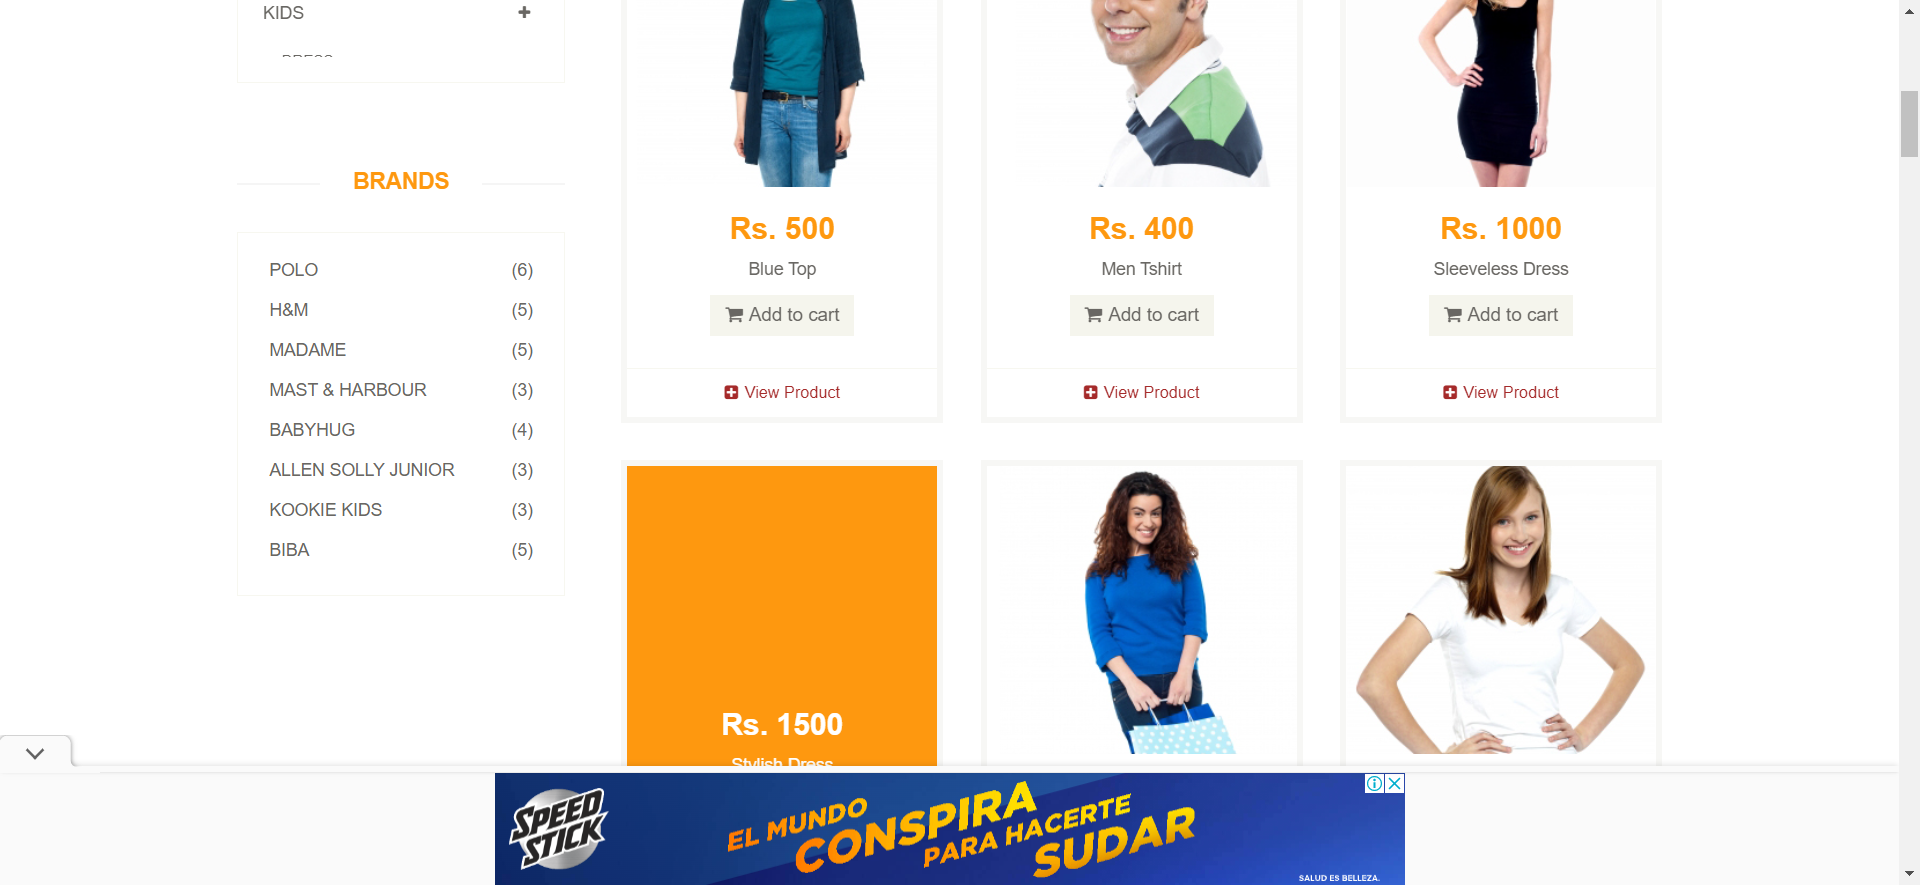 KIDS
DRESS
BRANDS
POLO (6)
H&M (5)
MADAME (5)
MAST & HARBOUR (3)
BABYHUG (4)
ALLEN SOLLY JUNIOR (3)
KOOKIE KIDS (3)
BIBA (5)
Rs. 500
Blue Top
Add to cart
View Product
Rs. 400
Men Tshirt
Add to cart
View Product
Rs. 1000
Sleeveless Dress
Add to cart
View Product
Rs. 1500
Stylish Dress
SPEED
STICK
EL MUNDO
CONSPIRA
PARA HACERTE
SUDAR
SALUD ES BELLEZA.